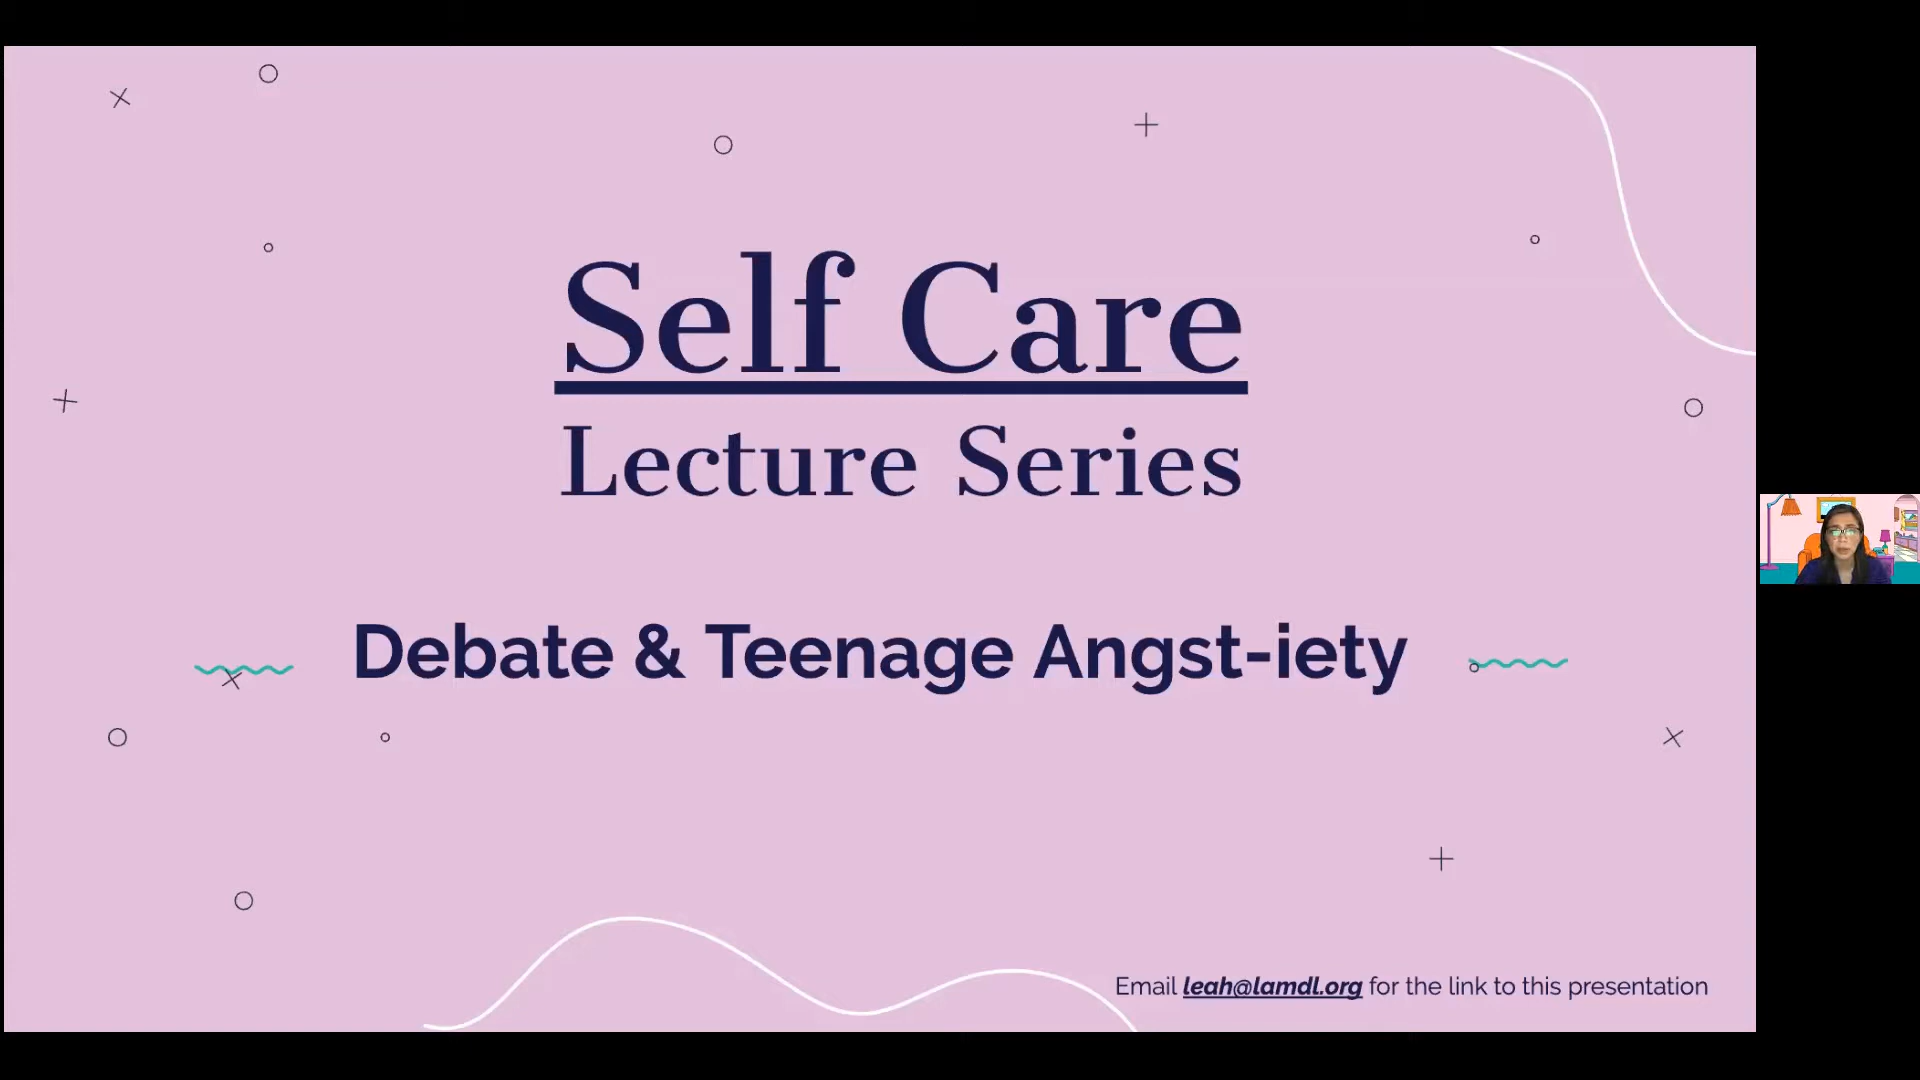 Self Care
Lecture Series
Debate & Teenage Angst-iety
Email leah@lamdl.org for the link to this presentation